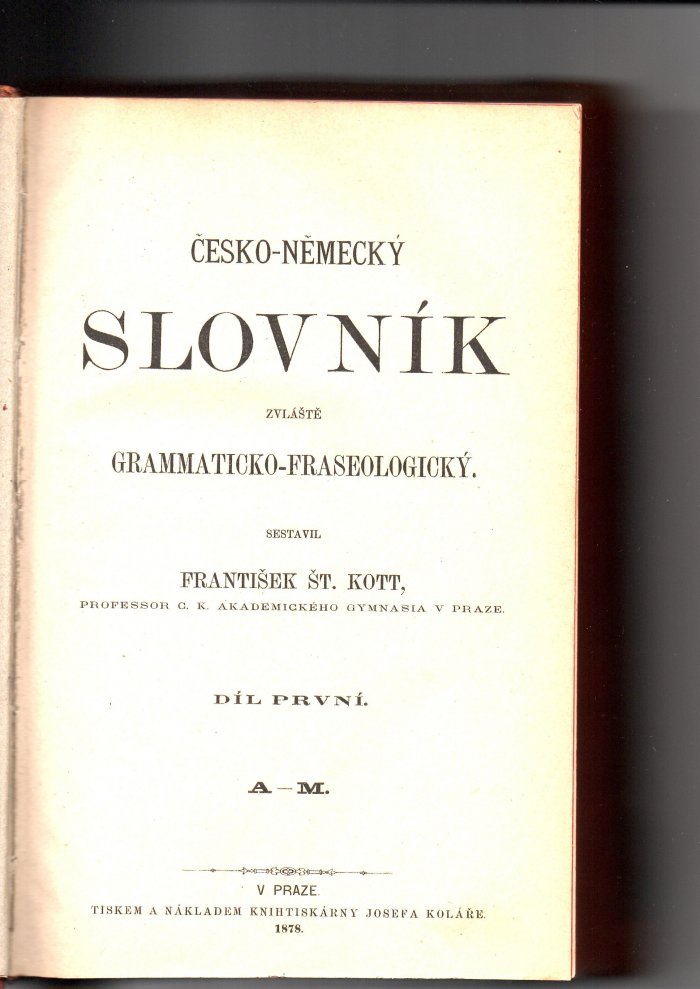 ČESKO-NĚMECKÝ
SLOVNÍK
ZVLÁŠTĚ
GRAMMATICKO-FRASEOLOGICKÝ.
SESTAVIL
FRANTIŠEK ŠT. KOTT,
PROFESSOR C. K. AKADEMICKÉHO GYMNASIA V PRAZE.
DÍL PRVNÍ.
A–M.
V PRAZE.
TISKEM A NÁKLADEM KNIHTISKÁRNY JOSEFA KOLÁŘE.
1878.